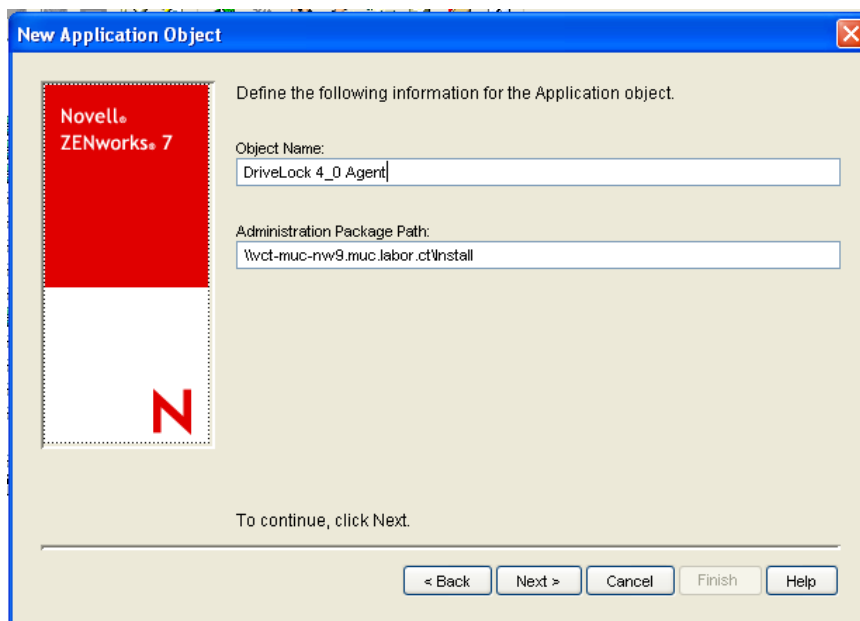 New Application Object
Novell®
ZENworks® 7
Define the following information for the Application object.
Object Name:
DriveLock 4_0 Agent
Administration Package Path:
\\vct-muc-nw9.muc.labor.ct\Install
N
To continue, click Next.
< Back
Next >
Cancel
Finish
Help